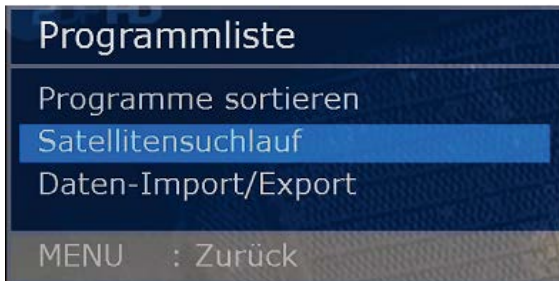 Programmliste
Programme sortieren
Satellitensuchlauf
Daten-Import/Export
MENU : Zurück